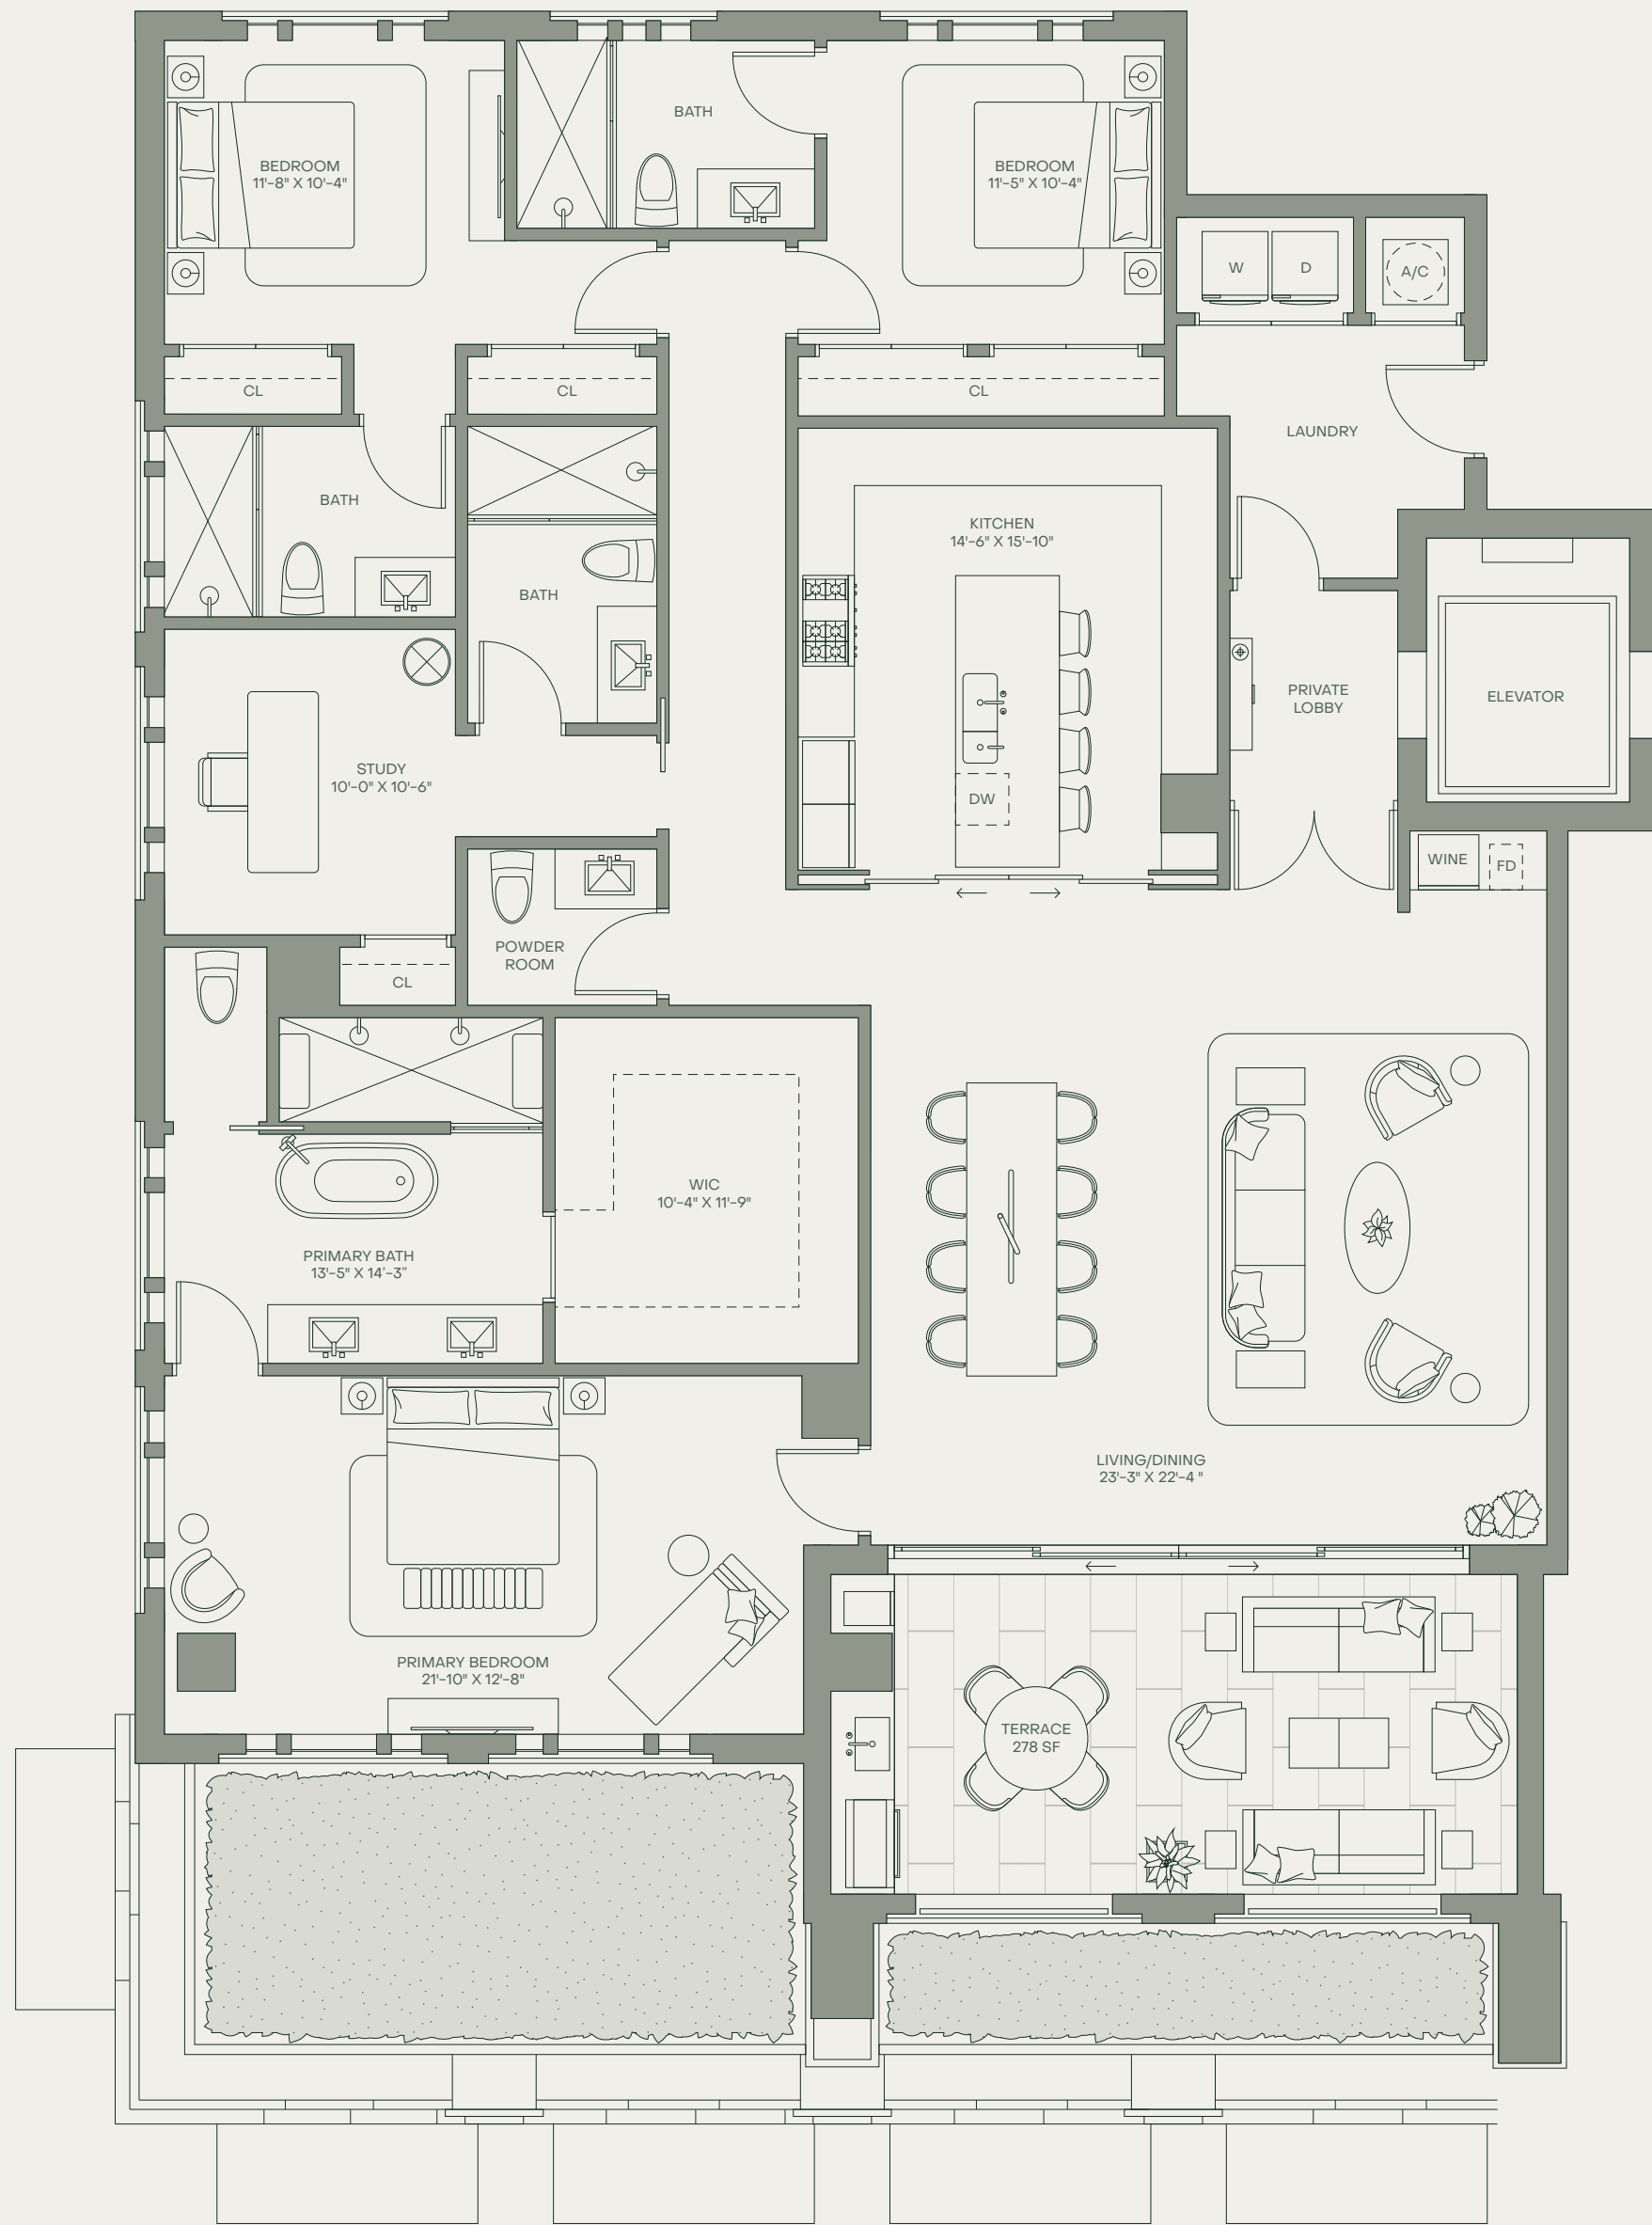 BATH
BEDROOM
11'-8" X 10'-4"
BEDROOM
11'-5" X 10'-4"
W
D
A/C
CL
CL
CL
LAUNDRY
BATH
KITCHEN
14'-6" X 15'-10"
BATH
PRIVATE
LOBBY
ELEVATOR
STUDY
10'-0" X 10'-6"
DW
WINE
FD
POWDER
ROOM
CL
WIC
10'-4" X 11'-9"
PRIMARY BATH
13'-5" X 14'-3"
LIVING/DINING
23'-3" X 22'-4 "
PRIMARY BEDROOM
21'-10" X 12'-8"
TERRACE
278 SF